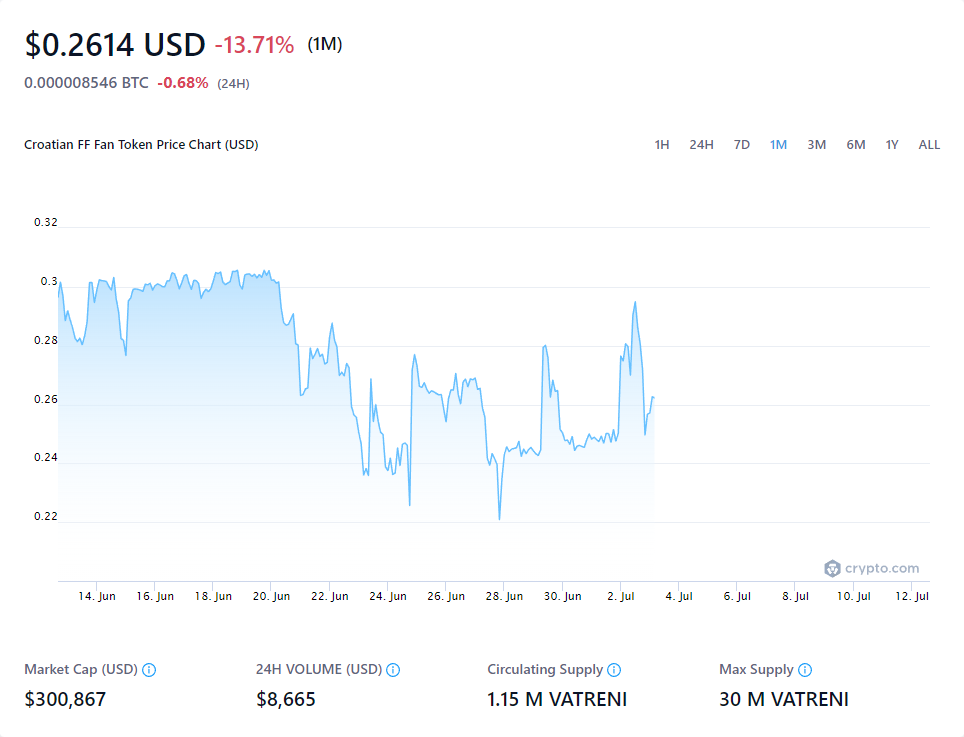 $0.2614 USD -13.71% (1M)
0.000008546 BTC -0.68% (24H)
Croatian FF Fan Token Price Chart (USD) 1H 24H 7D 1M 3M 6M 1Y ALL
0.32
0.3
0.28
0.26
0.24
0.22
crypto.com
14. Jun 16. Jun 18. Jun 20. Jun 22. Jun 24. Jun 26. Jun 28. Jun 30. Jun 2. Jul 4. Jul 6. Jul 8. Jul 10. Jul 12. Jul
Market Cap (USD) 24H VOLUME (USD) Circulating Supply Max Supply
$300,867 $8,665 1.15 M VATRENI 30 M VATRENI